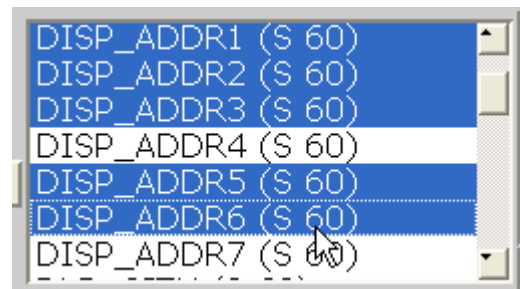 DISP_ADDR1 (S 60)
DISP_ADDR2 (S 60)
DISP_ADDR3 (S 60)
DISP_ADDR4 (S 60)
DISP_ADDR5 (S 60)
DISP_ADDR6 (S 60)
DISP_ADDR7 (S 60)